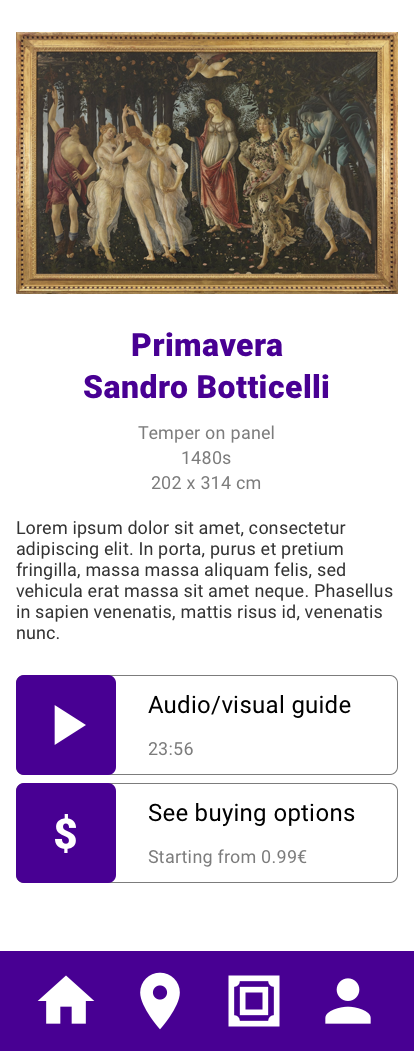 Primavera
Sandro Botticelli
Temper on panel
1480s
202 x 314 cm
Lorem ipsum dolor sit amet, consectetur
adipiscing elit. In porta, purus et pretium
fringilla, massa massa aliquam felis, sed
vehicula erat massa sit amet neque. Phasellus
in sapien venenatis, mattis risus id, venenatis
nunc.
Audio/visual guide
23:56
$
See buying options
Starting from 0.99€